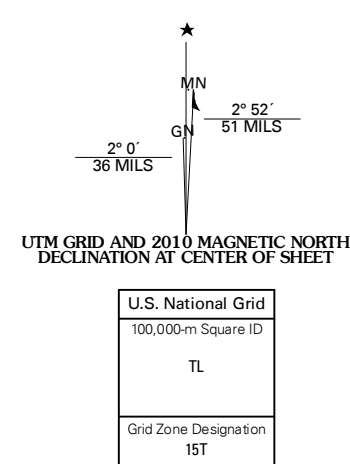 ★
MN
2° 52´
51 MILS
GN
2° 0´
36 MILS
UTM GRID AND 2010 MAGNETIC NORTH
DECLINATION AT CENTER OF SHEET
U.S. National Grid
100,000-m Square ID
TL
Grid Zone Designation
15T